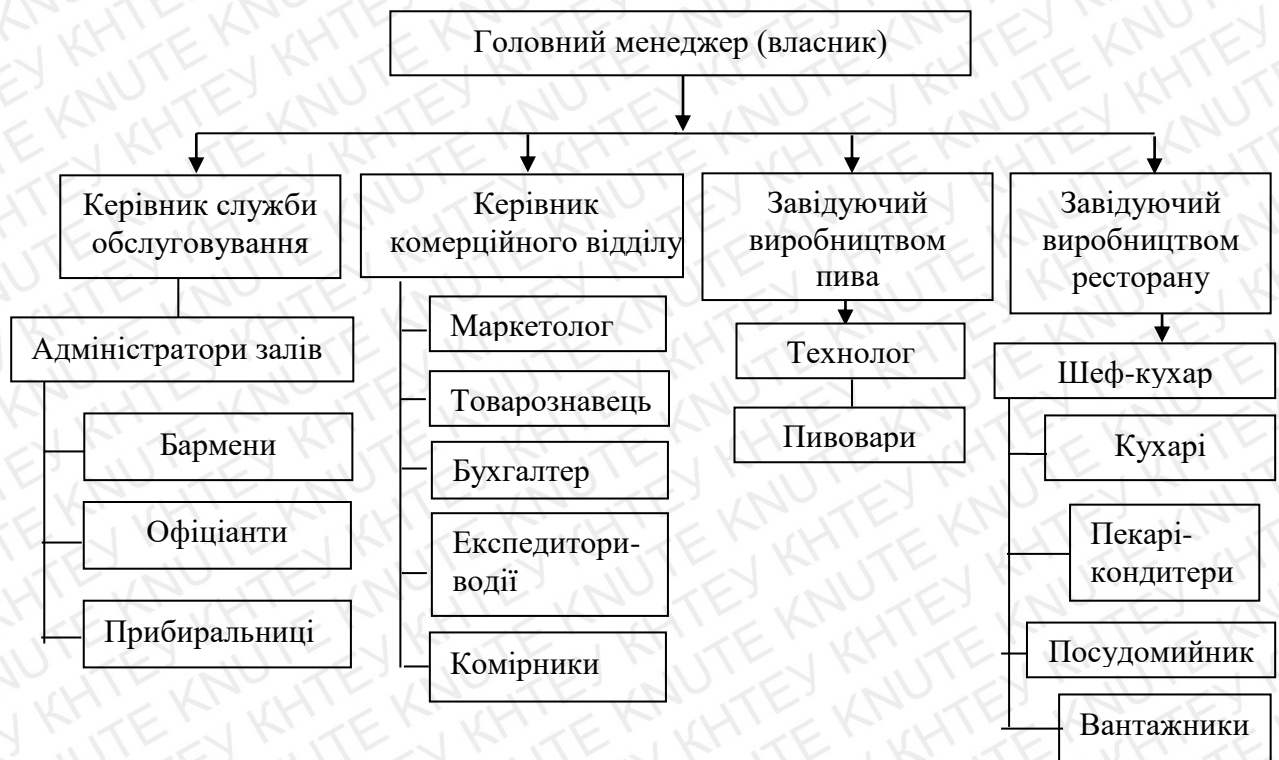 Головний менеджер (власник)
Керівник служби
обслуговування
Керівник
комерційного відділу
Завідуючий
виробництвом
пива
Завідуючий
виробництвом
ресторану
Адміністратори залів
Бармени
Офіціанти
Прибиральниці
Маркетолог
Товарознавець
Бухгалтер
Експедитори-
водії
Комірники
Технолог
Пивовари
Шеф-кухар
Кухарі
Пекарі-
кондитери
Посудомийник
Вантажники